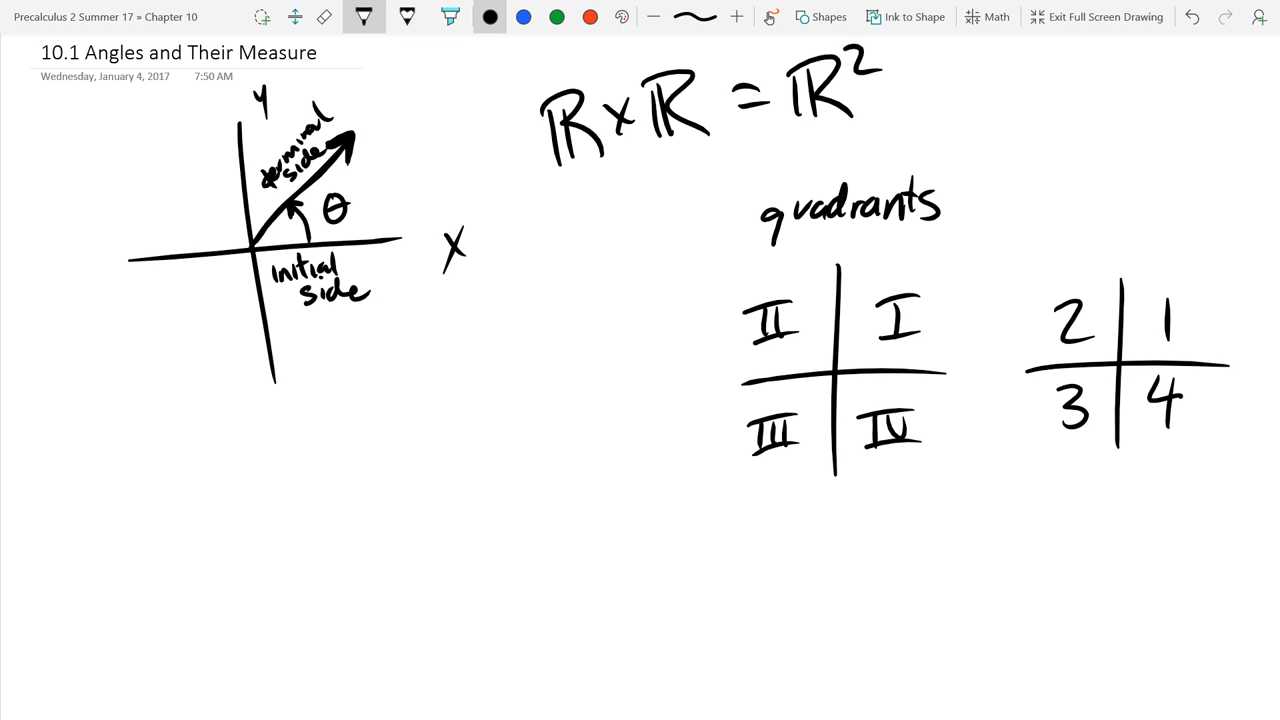 Precalculus 2 Summer 17 » Chapter 10
Shapes
Ink to Shape
Math
Exit Full Screen Drawing
10.1 Angles and Their Measure
Wednesday, January 4, 2017 7:50 AM
y
terminal
side
θ
x
initial
side
ℝ × ℝ = ℝ²
quadrants
II I
III IV
2 1
3 4